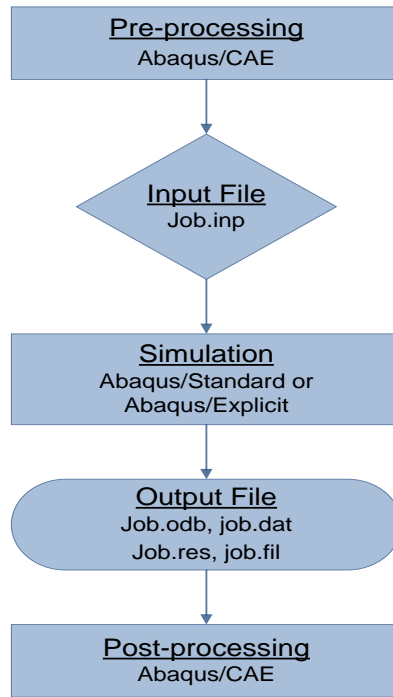 Pre-processing
Abaqus/CAE
Input File
Job.inp
Simulation
Abaqus/Standard or
Abaqus/Explicit
Output File
Job.odb, job.dat
Job.res, job.fil
Post-processing
Abaqus/CAE